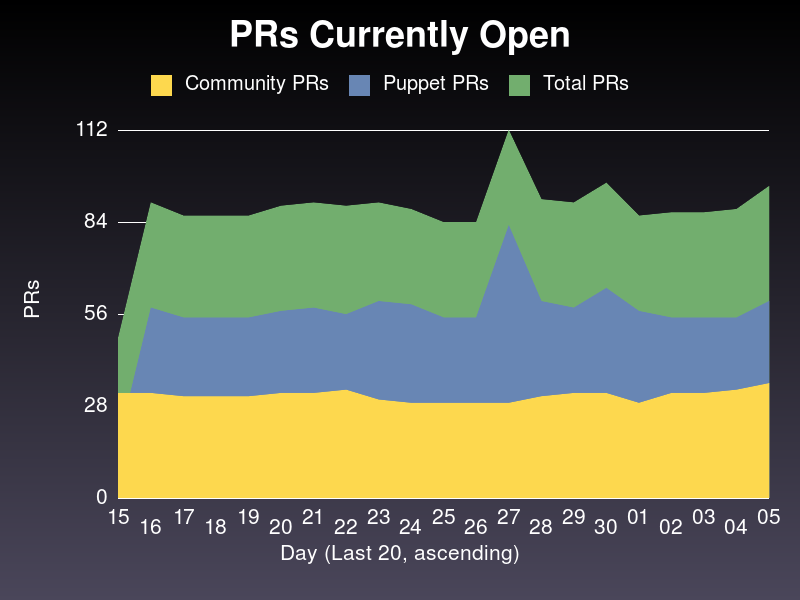 PRs Currently Open
Community PRs Puppet PRs Total PRs
112
84
56
28
0
PRs
15 16 17 18 19 20 21 22 23 24 25 26 27 28 29 30 01 02 03 04 05
Day (Last 20, ascending)